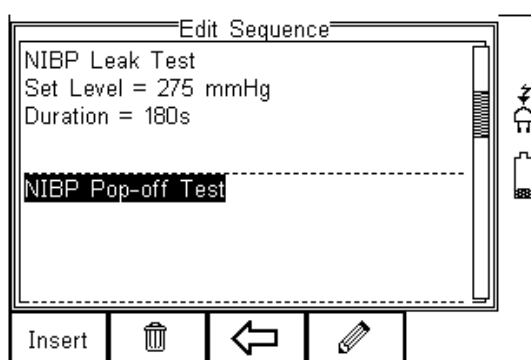 Edit Sequence
NIBP Leak Test
Set Level = 275 mmHg
Duration = 180s
NIBP Pop-off Test
Insert